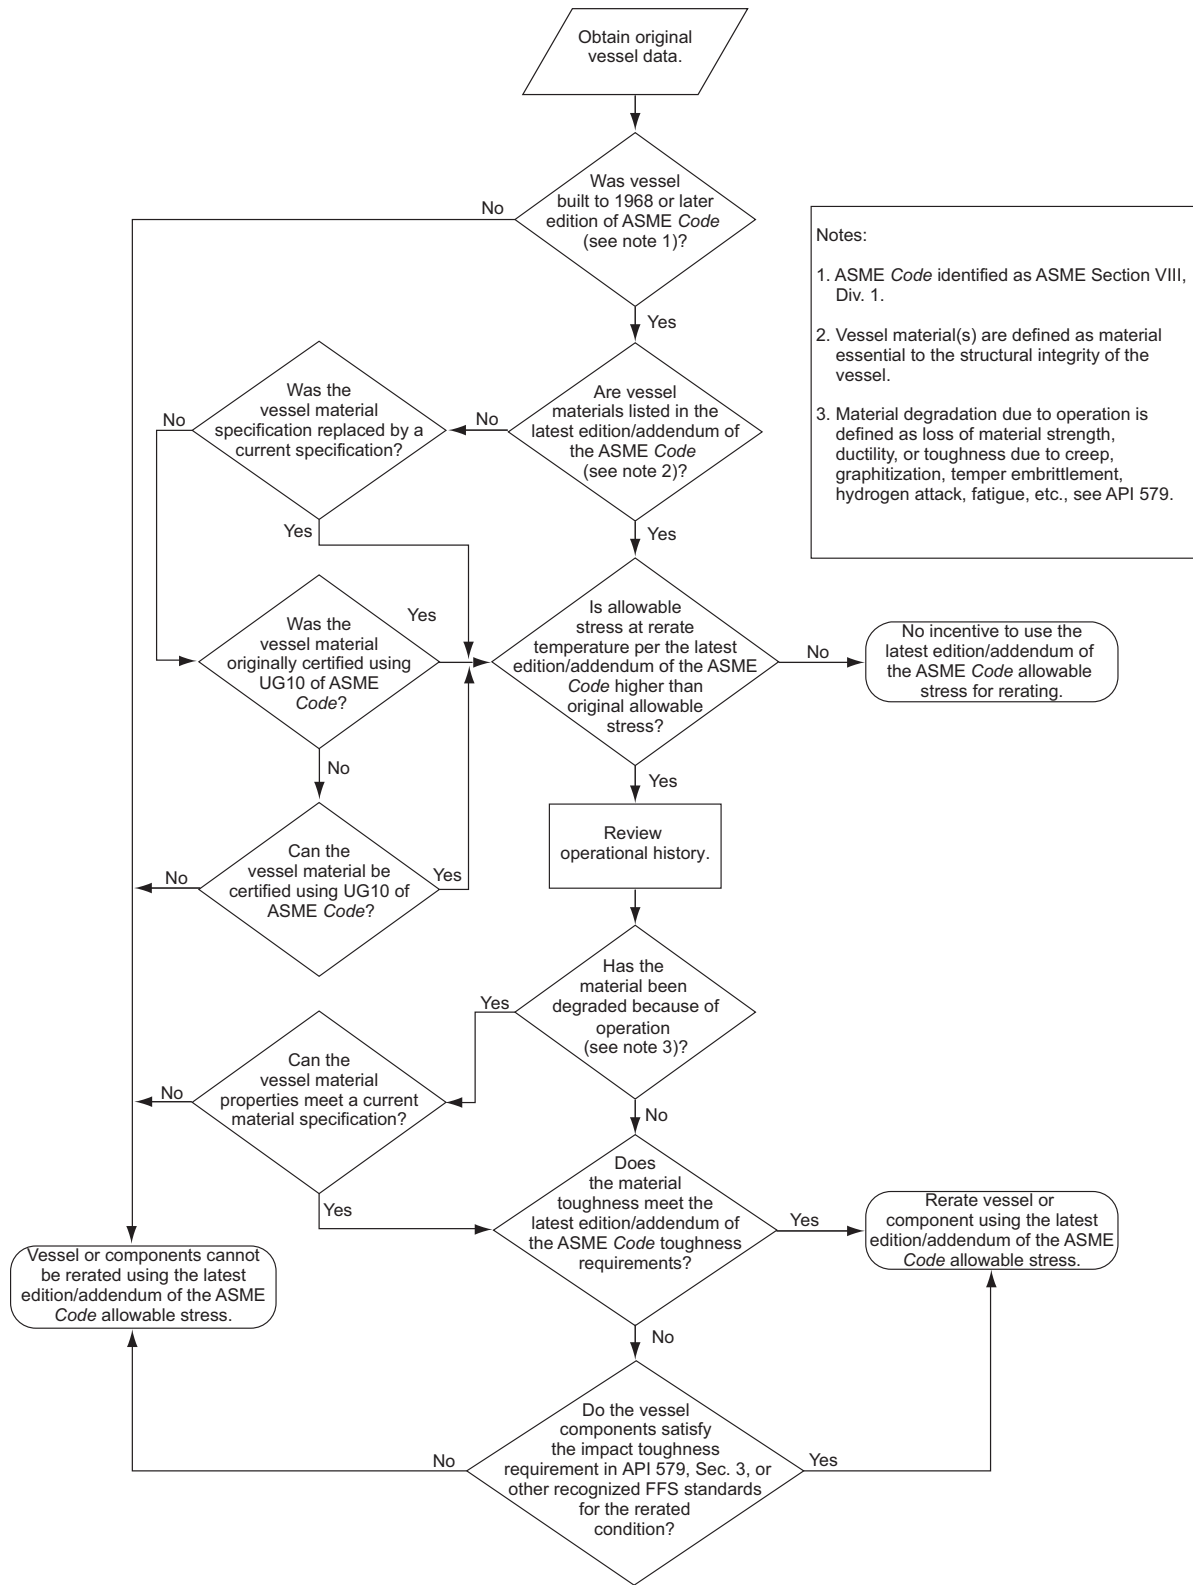 Obtain original
vessel data.
Was vessel
built to 1968 or later
edition of ASME Code
(see note 1)?
No
Yes
Notes:
1. ASME Code identified as ASME Section VIII,
Div. 1.
2. Vessel material(s) are defined as material
essential to the structural integrity of the
vessel.
3. Material degradation due to operation is
defined as loss of material strength,
ductility, or toughness due to creep,
graphitization, temper embrittlement,
hydrogen attack, fatigue, etc., see API 579.
Are vessel
materials listed in the
latest edition/addendum of
the ASME Code
(see note 2)?
No
Yes
Was the
vessel material
specification replaced by a
current specification?
No
Yes
Was the
vessel material
originally certified using
UG10 of ASME
Code?
Yes
No
Is allowable
stress at rerate
temperature per the latest
edition/addendum of the ASME
Code higher than
original allowable
stress?
No
Yes
No incentive to use the
latest edition/addendum of
the ASME Code allowable
stress for rerating.
Can the
vessel material be
certified using UG10 of
ASME Code?
No
Yes
Review
operational history.
Has the
material been
degraded because of
operation
(see note 3)?
Yes
No
Can the
vessel material
properties meet a current
material specification?
No
Yes
Does
the material
toughness meet the
latest edition/addendum of
the ASME Code toughness
requirements?
Yes
No
Rerate vessel or
component using the latest
edition/addendum of the ASME
Code allowable stress.
Vessel or components cannot
be rerated using the latest
edition/addendum of the ASME
Code allowable stress.
Do the vessel
components satisfy
the impact toughness
requirement in API 579, Sec. 3, or
other recognized FFS standards
for the rerated
condition?
No
Yes